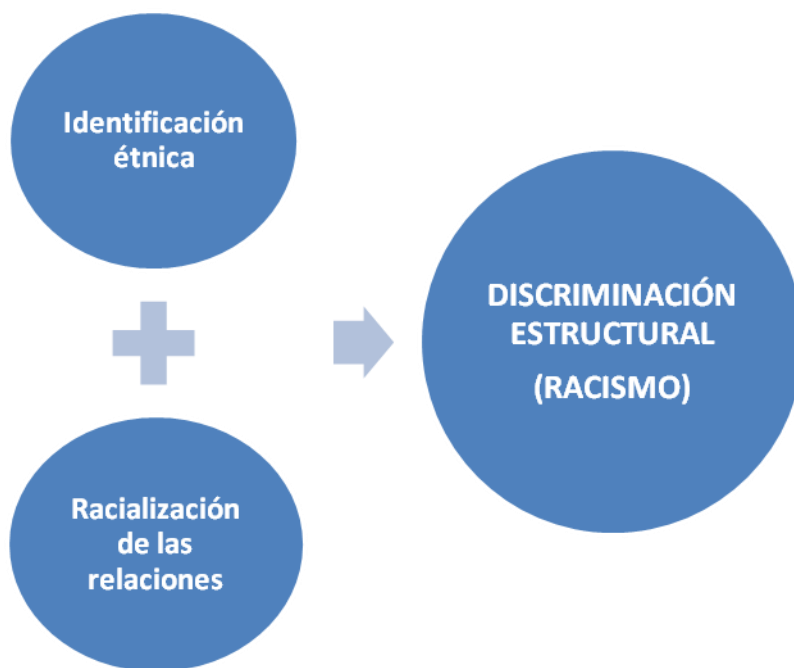 Identificación
étnica
Racialización
de las
relaciones
DISCRIMINACIÓN
ESTRUCTURAL
(RACISMO)